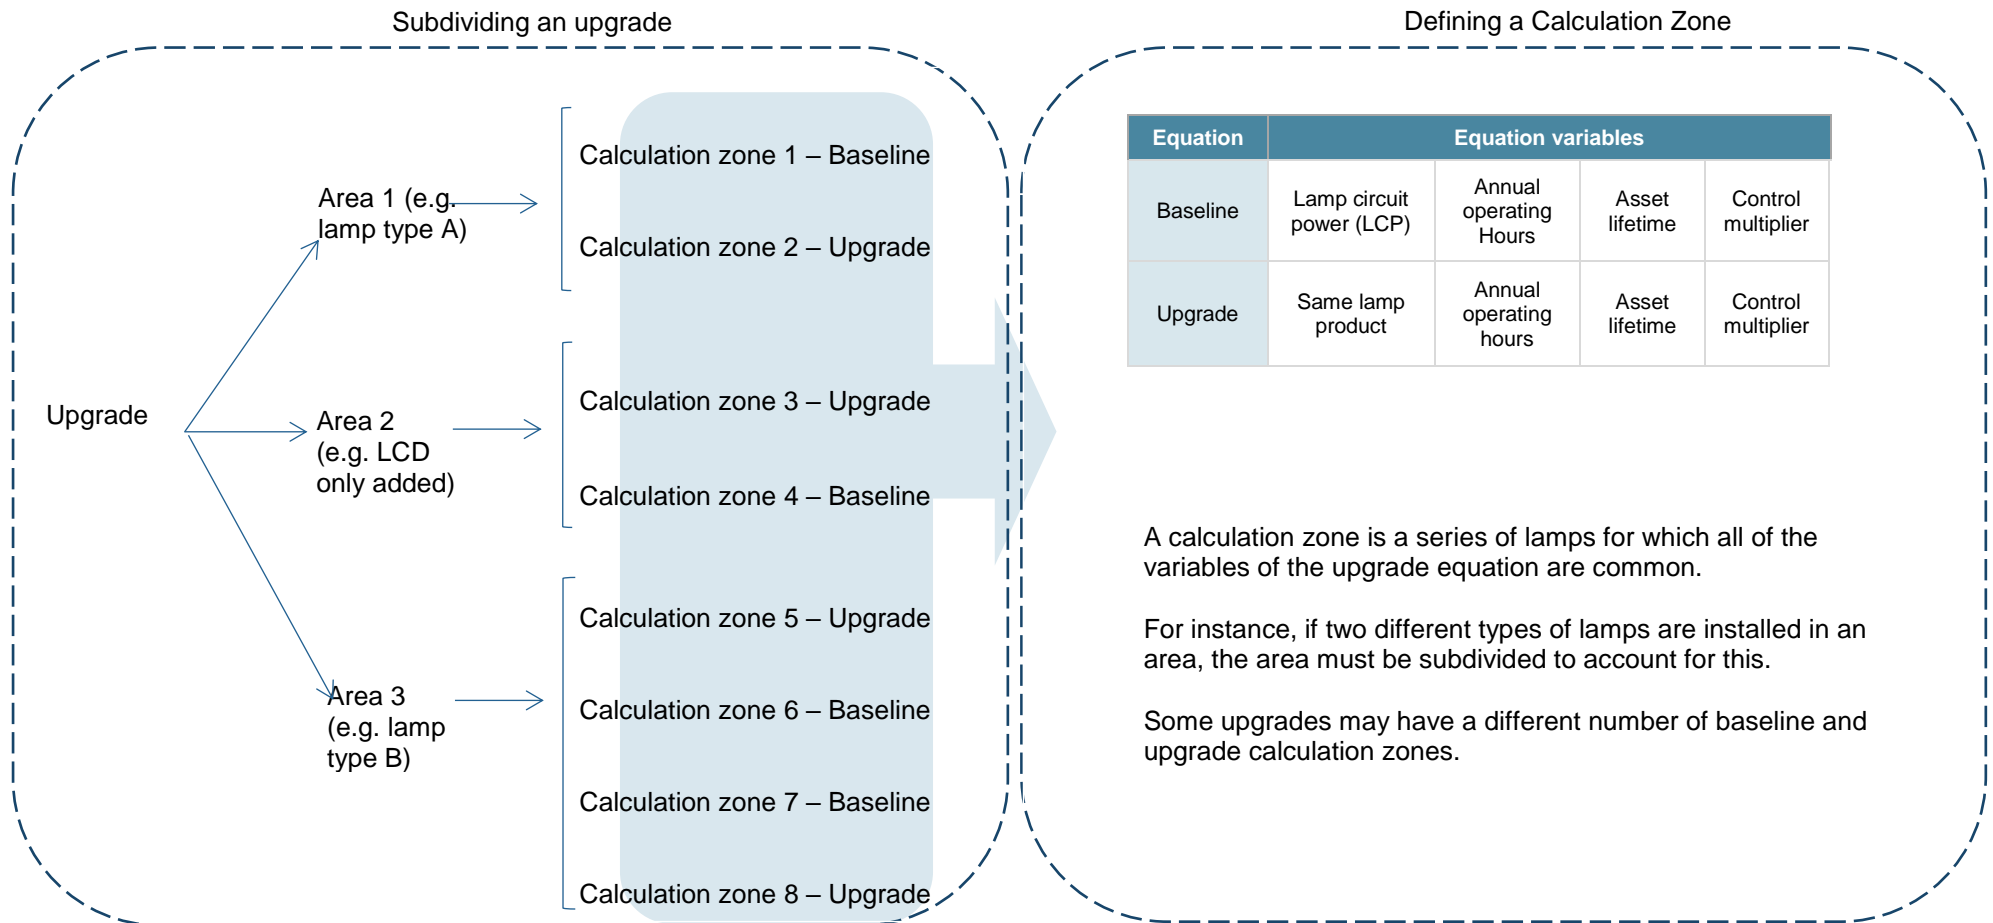 Subdividing an upgrade
Upgrade
Area 1 (e.g.
lamp type A)
Calculation zone 1 – Baseline
Calculation zone 2 – Upgrade
Area 2
(e.g. LCD
only added)
Calculation zone 3 – Upgrade
Calculation zone 4 – Baseline
Area 3
(e.g. lamp
type B)
Calculation zone 5 – Upgrade
Calculation zone 6 – Baseline
Calculation zone 7 – Baseline
Calculation zone 8 – Upgrade
Defining a Calculation Zone
Equation
Equation variables
Baseline
Lamp circuit
power (LCP)
Annual
operating
Hours
Asset
lifetime
Control
multiplier
Upgrade
Same lamp
product
Annual
operating
hours
Asset
lifetime
Control
multiplier
A calculation zone is a series of lamps for which all of the
variables of the upgrade equation are common.
For instance, if two different types of lamps are installed in an
area, the area must be subdivided to account for this.
Some upgrades may have a different number of baseline and
upgrade calculation zones.